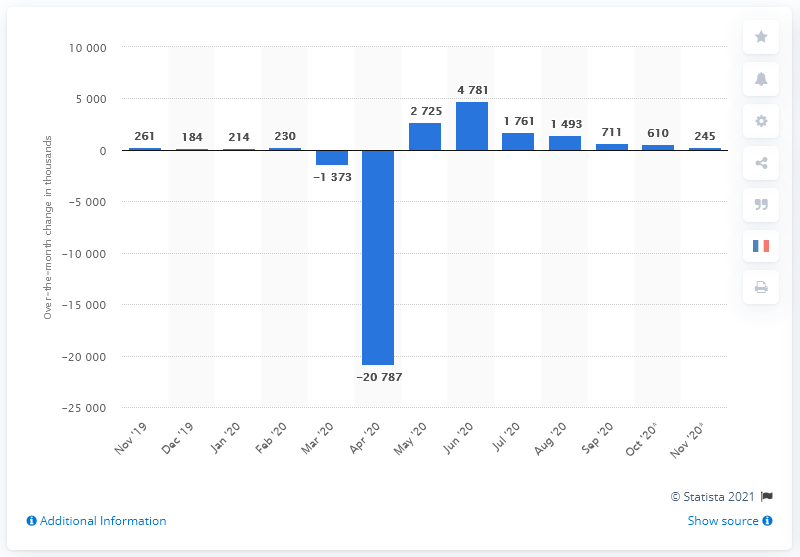 10 000
5 000
0
−5 000
−10 000
−15 000
−20 000
−25 000
Over-the-month change in thousands
261
184
214
230
−1 373
−20 787
2 725
4 781
1 761
1 493
711
610
245
Nov '19
Dec '19
Jan '20
Feb '20
Mar '20
Apr '20
May '20
Jun '20
Jul '20
Aug '20
Sep '20
Oct '20*
Nov '20*
© Statista 2021
Additional Information
Show source